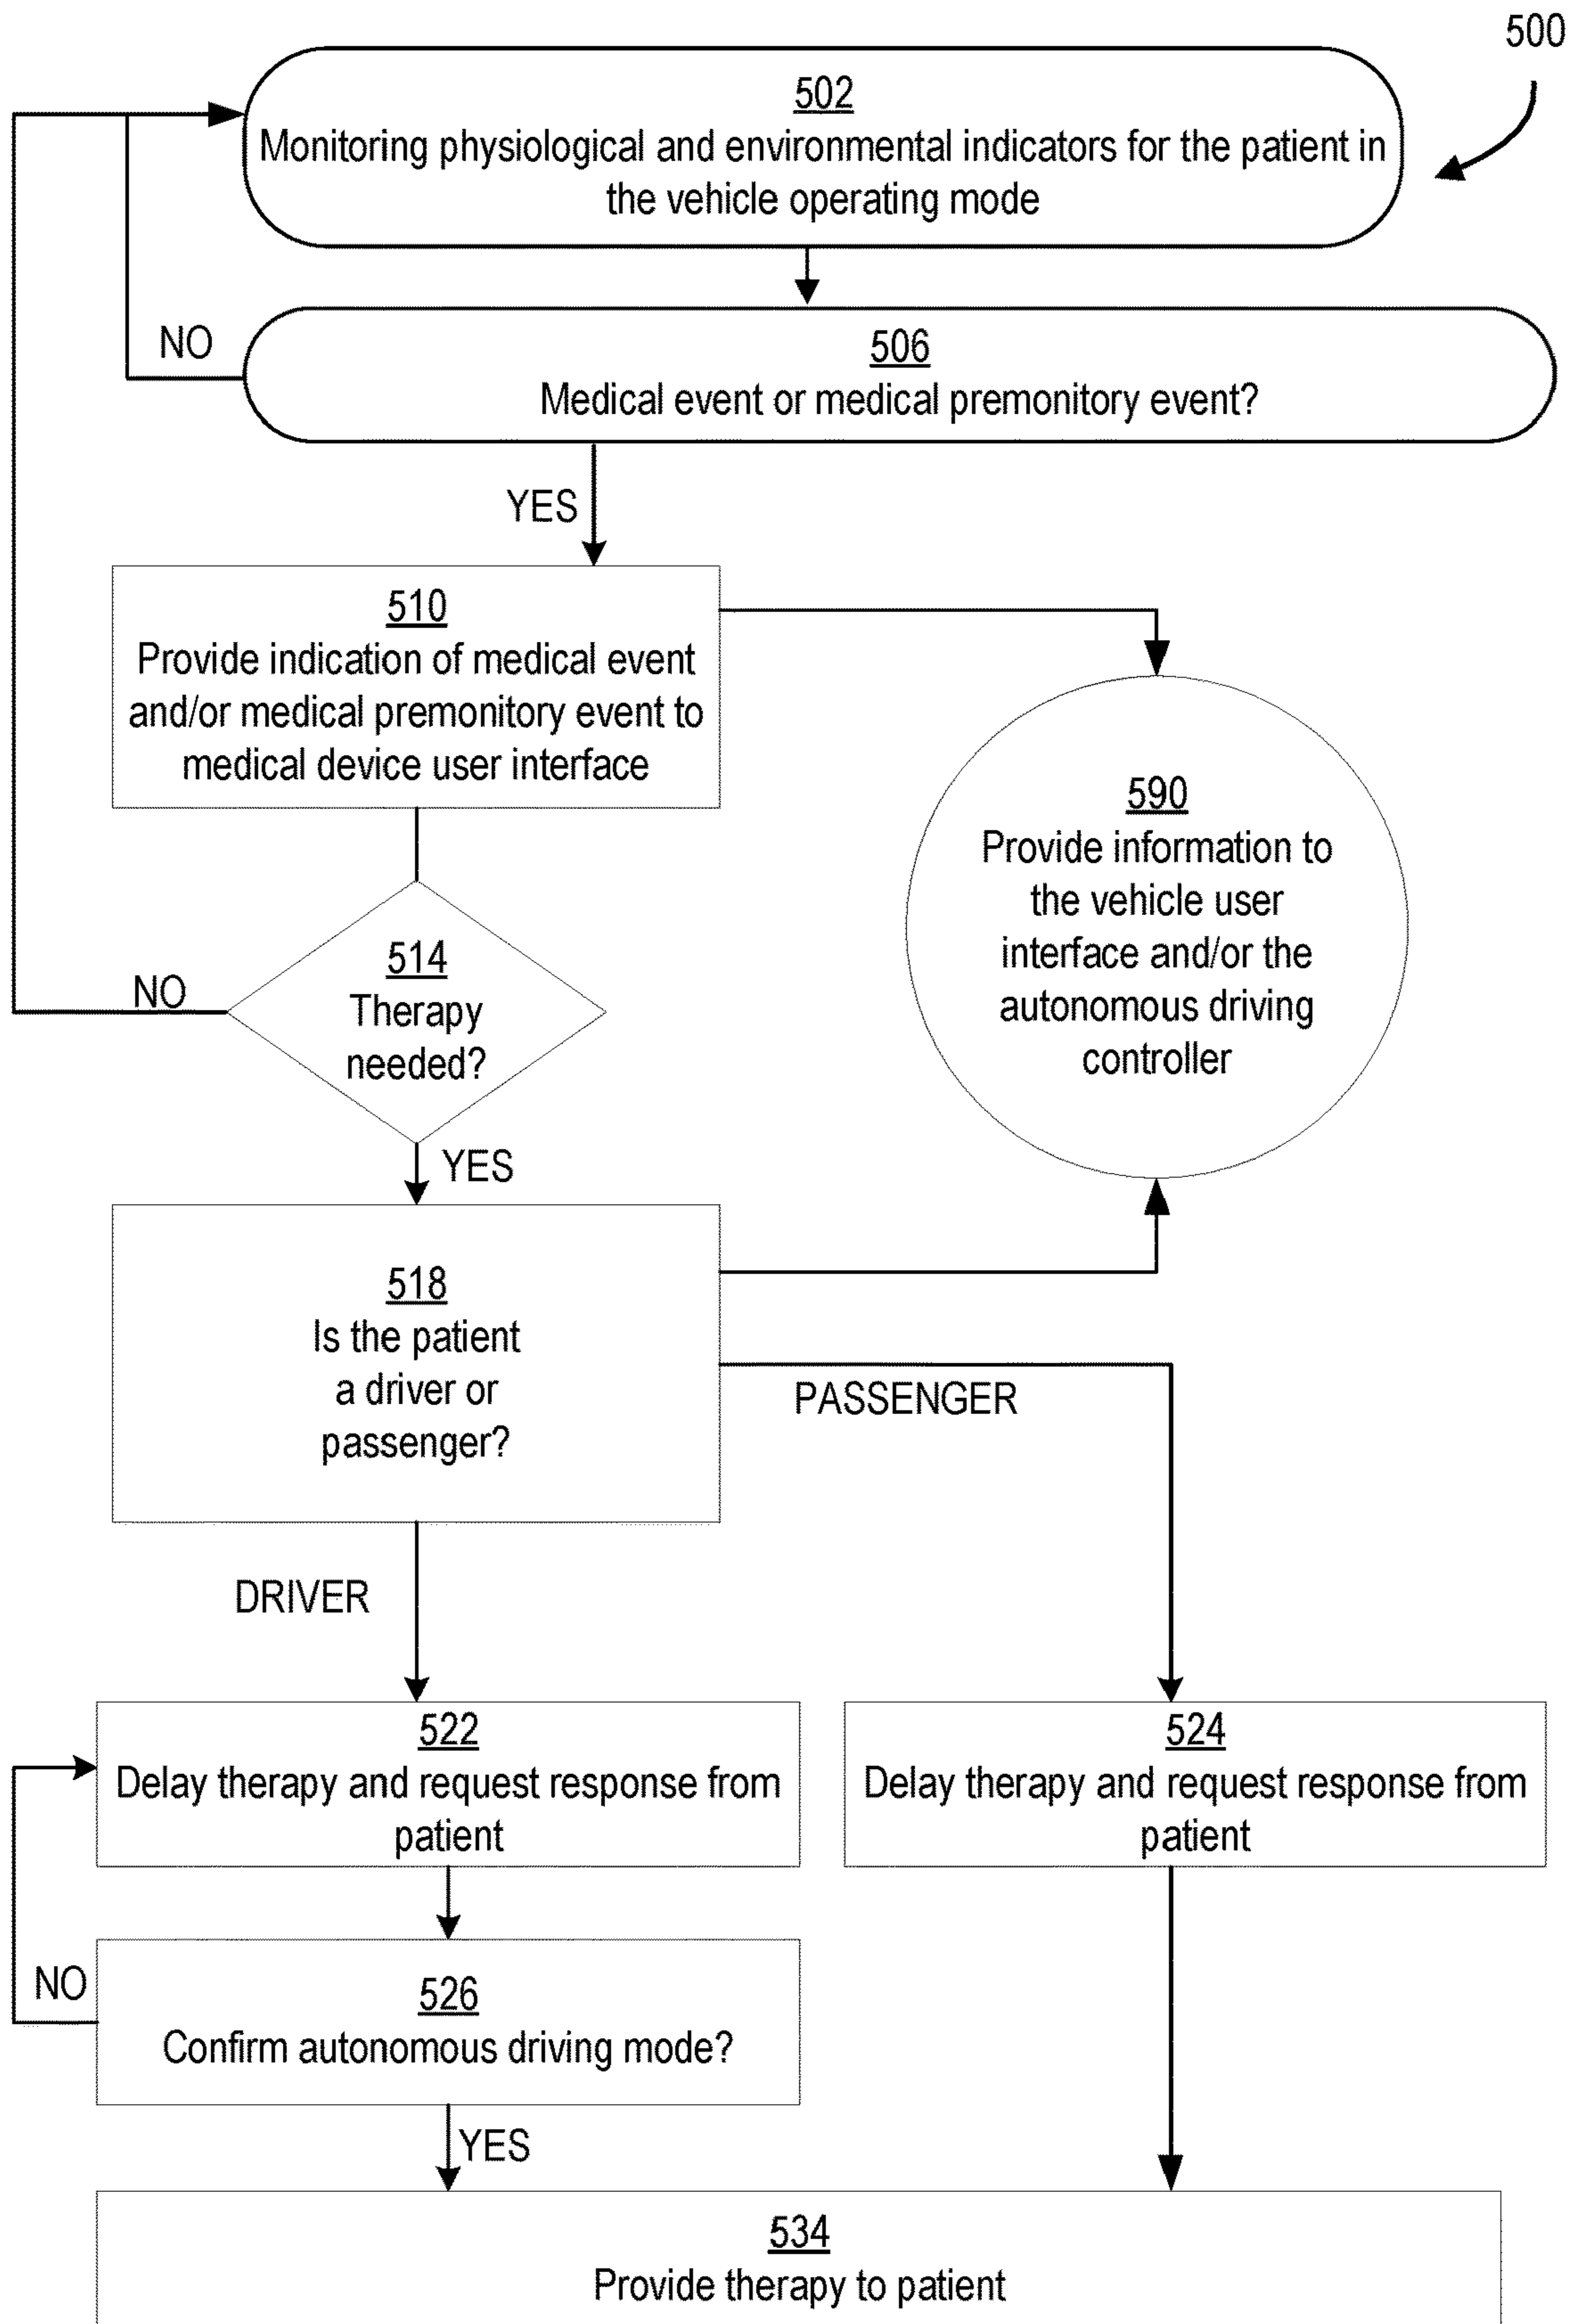 500
502
Monitoring physiological and environmental indicators for the patient in
the vehicle operating mode
NO
506
Medical event or medical premonitory event?
YES
510
Provide indication of medical event
and/or medical premonitory event to
medical device user interface
590
Provide information to
the vehicle user
interface and/or the
autonomous driving
controller
NO
514
Therapy
needed?
YES
518
Is the patient
a driver or
passenger?
PASSENGER
DRIVER
522
Delay therapy and request response from
patient
524
Delay therapy and request response from
patient
NO
526
Confirm autonomous driving mode?
YES
534
Provide therapy to patient